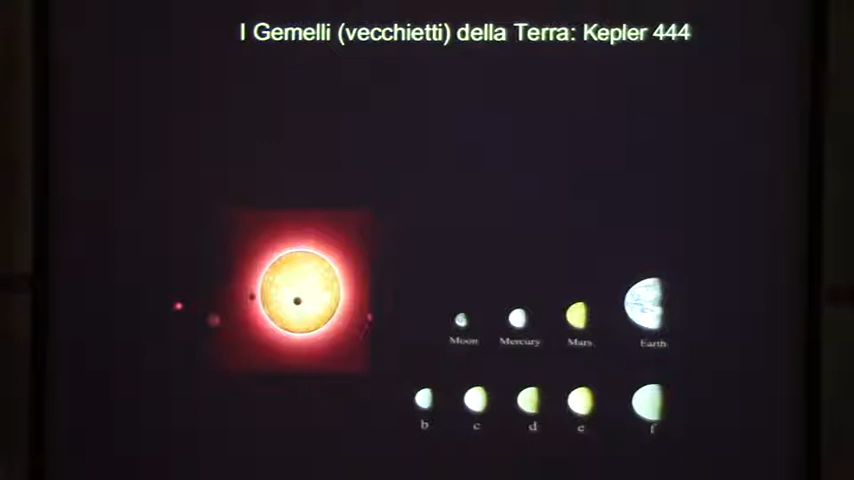 I Gemelli (vecchietti) della Terra: Kepler 444
Moon Mercury Mars Earth
b c d e f